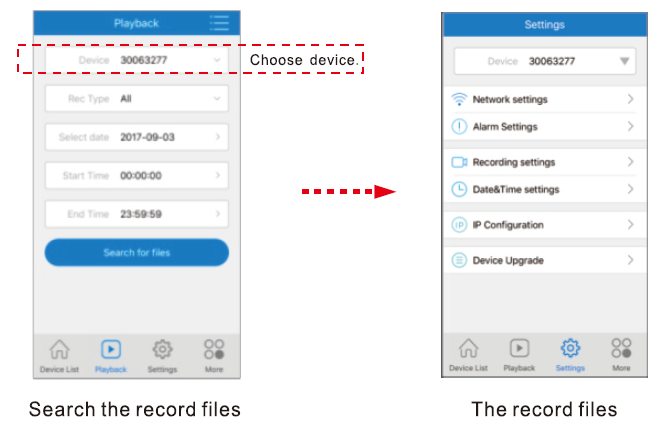 Playback
Device 30063277
Choose device.
Rec Type All
Select date 2017-09-03
Start Time 00:00:00
End Time 23:59:59
Search for files
Device List Playback Settings More
Search the record files
Settings
Device 30063277
Network settings
Alarm Settings
Recording settings
Date&Time settings
IP IP Configuration
Device Upgrade
Device List Playback Settings More
The record files